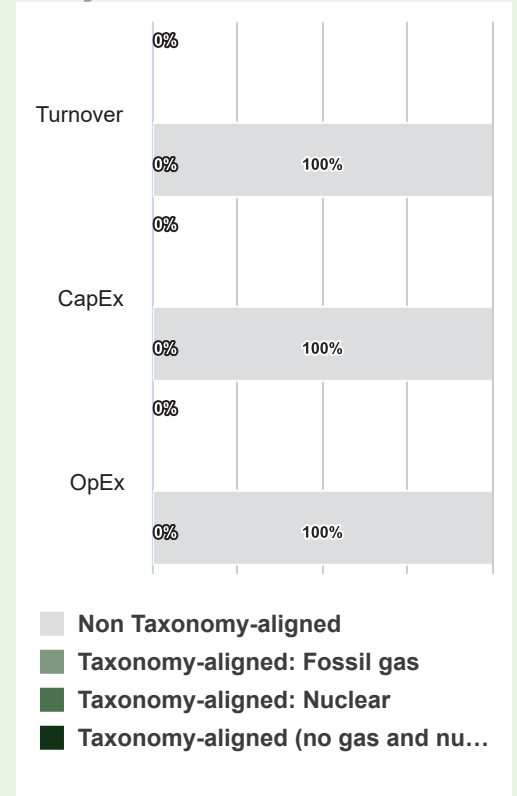 0%
Turnover
0% 100%
0%
CapEx
0% 100%
0%
OpEx
0% 100%
Non Taxonomy-aligned
Taxonomy-aligned: Fossil gas
Taxonomy-aligned: Nuclear
Taxonomy-aligned (no gas and nu…